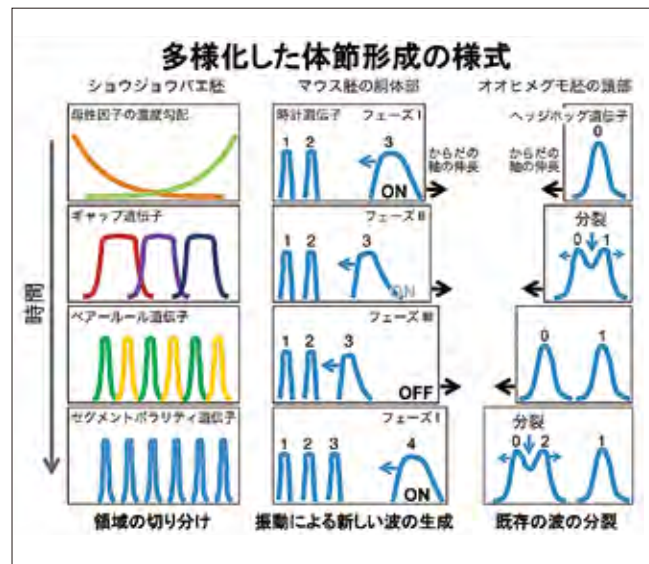 多様化した体節形成の様式
ショウジョウバエ胚
マウス胚の胴体部
オオヒメグモ胚の頭部
時間
母性因子の濃度勾配
ギャップ遺伝子
ペアールール遺伝子
セグメントポラリティ遺伝子
領域の切り分け
時計遺伝子 フェーズ I
1 2 3
ON
からだの
軸の伸長
フェーズ II
1 2 3
ON
フェーズ III
1 2 3
OFF
フェーズ I
1 2 3 4
ON
振動による新しい波の生成
ヘッジホッグ遺伝子
0
からだの
軸の伸長
分裂
0 1
0 1
分裂
0 2 1
既存の波の分裂